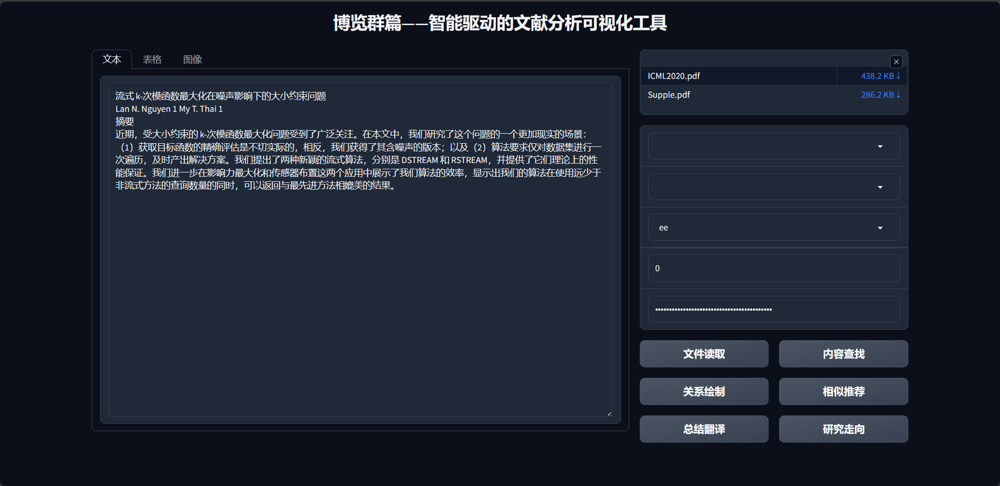 博览群篇——智能驱动的文献分析可视化工具
文本
表格
图像
流式 k-次模函数最大化在噪声影响下的大小约束问题
Lan N. Nguyen 1 My T. Thai 1
摘要
近期，受大小约束的 k-次模函数最大化问题受到了广泛关注。在本文中，我们研究了这个问题的一个更加现实的场景：
（1）获取目标函数的精确评估是不切实际的，相反，我们获得了其含噪声的版本；以及（2）算法要求仅对数据集进行一
次遍历，及时产出解决方案。我们提出了两种新颖的流式算法，分别是 DSTREAM 和 RSTREAM，并提供了它们理论上的性
能保证。我们进一步在影响力最大化和传感器布置这两个应用中展示了我们算法的效率，显示出我们的算法在使用远少于
非流式方法的查询数量的同时，可以返回与最先进方法相媲美的结果。
ICML2020.pdf 438.2 KB ⇣
Supple.pdf 286.2 KB ⇣
ee
0
文件读取
内容查找
关系绘制
相似推荐
总结翻译
研究走向